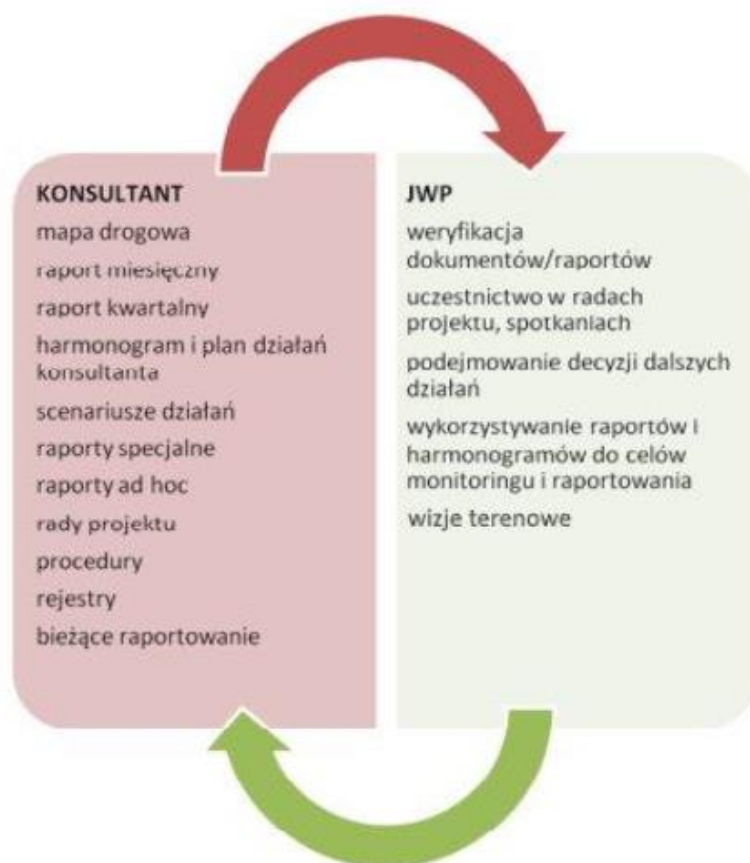 KONSULTANT
mapa drogowa
raport miesięczny
raport kwartalny
harmonogram i plan działań
konsultanta
scenariusze działań
raporty specjalne
raporty ad hoc
rady projektu
procedury
rejestry
bieżące raportowanie
JWP
weryfikacja
dokumentów/raportów
uczestnictwo w radach
projektu, spotkaniach
podejmowanie decyzji dalszych
działań
wykorzystywanie raportów i
harmonogramów do celów
monitoringu i raportowania
wizje terenowe